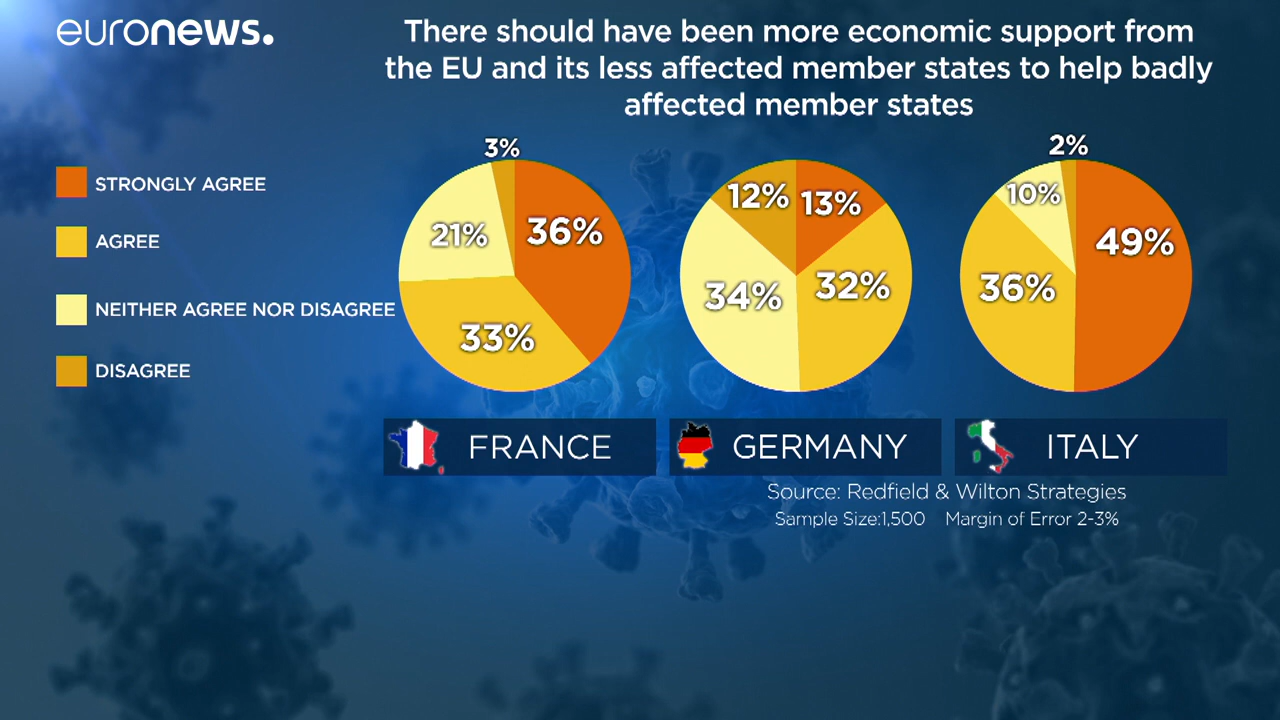 euronews.
There should have been more economic support from
the EU and its less affected member states to help badly
affected member states
STRONGLY AGREE
AGREE
NEITHER AGREE NOR DISAGREE
DISAGREE
3%
36%
21%
33%
12%
13%
34%
32%
2%
10%
49%
36%
FRANCE
GERMANY
ITALY
Source: Redfield & Wilton Strategies
Sample Size:1,500 Margin of Error 2-3%